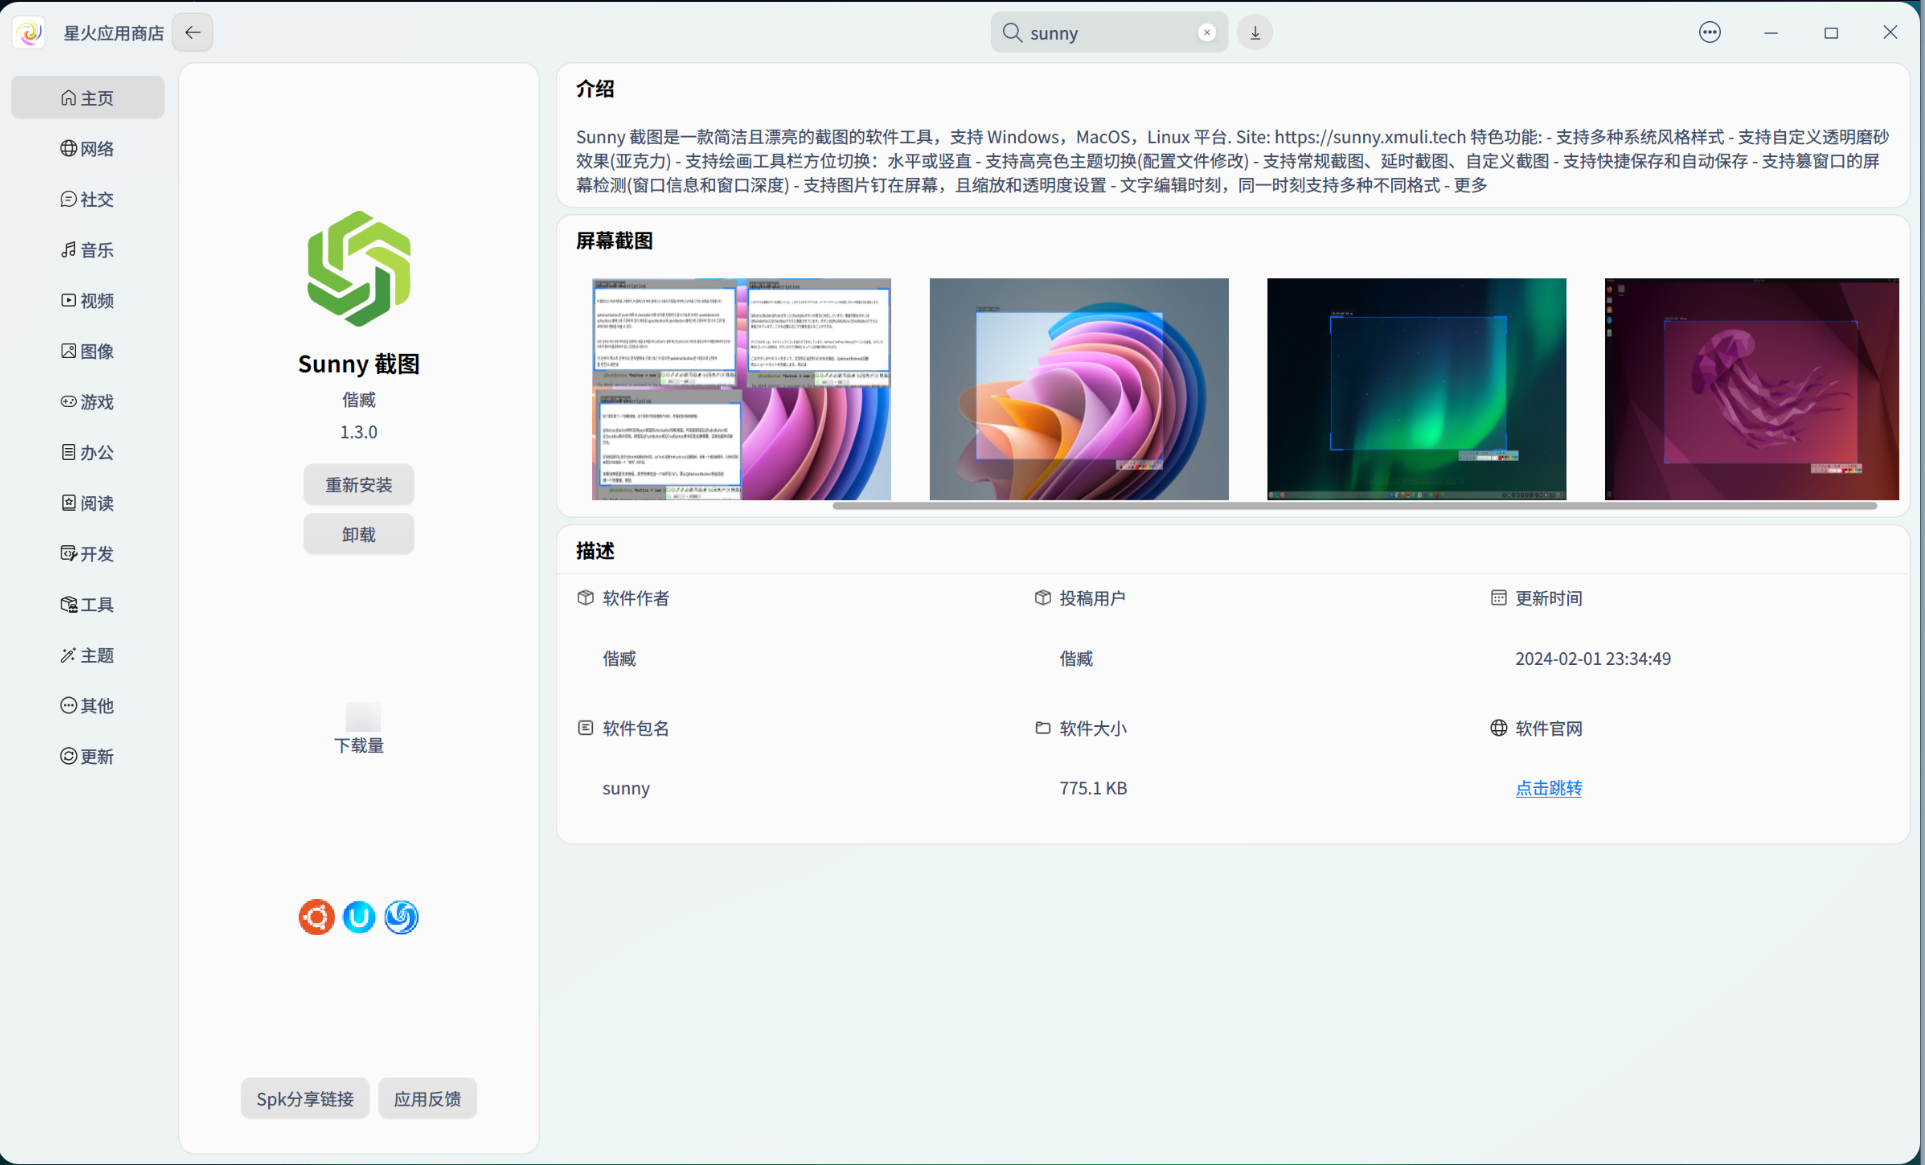 星火应用商店
sunny
主页
网络
社交
音乐
视频
图像
游戏
办公
阅读
开发
工具
主题
其他
更新
Sunny 截图
偕臧
1.3.0
重新安装
卸载
下载量
Spk分享链接
应用反馈
介绍
Sunny 截图是一款简洁且漂亮的截图的软件工具，支持 Windows，MacOS，Linux 平台. Site: https://sunny.xmuli.tech 特色功能: - 支持多种系统风格样式 - 支持自定义透明磨砂
效果(亚克力) - 支持绘画工具栏方位切换：水平或竖直 - 支持高亮色主题切换(配置文件修改) - 支持常规截图、延时截图、自定义截图 - 支持快捷保存和自动保存 - 支持篡窗口的屏
幕检测(窗口信息和窗口深度) - 支持图片钉在屏幕，且缩放和透明度设置 - 文字编辑时刻，同一时刻支持多种不同格式 - 更多
屏幕截图
描述
软件作者
偕臧
投稿用户
偕臧
更新时间
2024-02-01 23:34:49
软件包名
sunny
软件大小
775.1 KB
软件官网
点击跳转